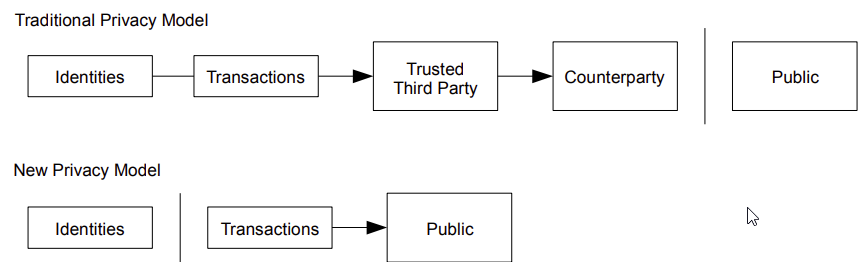 Traditional Privacy Model
Identities
Transactions
Trusted
Third Party
Counterparty
Public
New Privacy Model
Identities
Transactions
Public